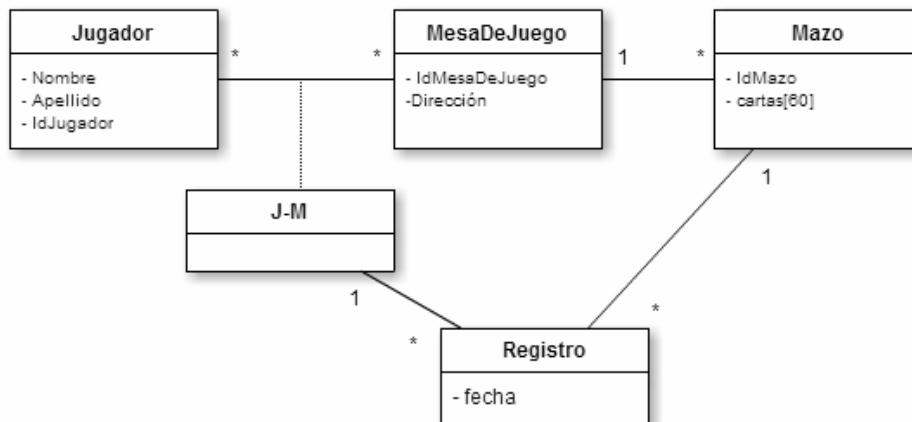 Jugador
- Nombre
- Apellido
- IdJugador
*
*
MesaDeJuego
- IdMesaDeJuego
-Dirección
1
*
Mazo
- IdMazo
- cartas[60]
J-M
1
*
1
*
Registro
- fecha